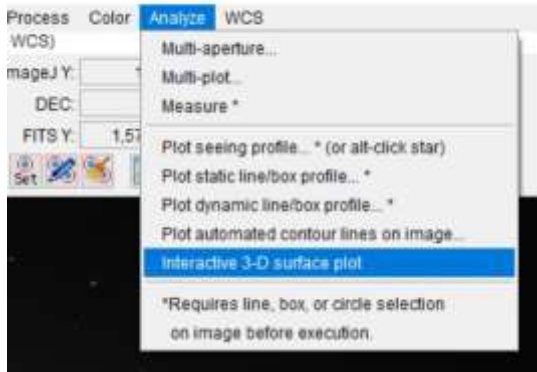 Process Color Analyze WCS
WCS)
mageJ Y:
DEC:
FITS Y: 1,57
Set
Multi-aperture...
Multi-plot...
Measure *
Plot seeing profile... * (or alt-click star)
Plot static line/box profile... *
Plot dynamic line/box profile... *
Plot automated contour lines on image...
Interactive 3-D surface plot
*Requires line, box, or circle selection
on image before execution.